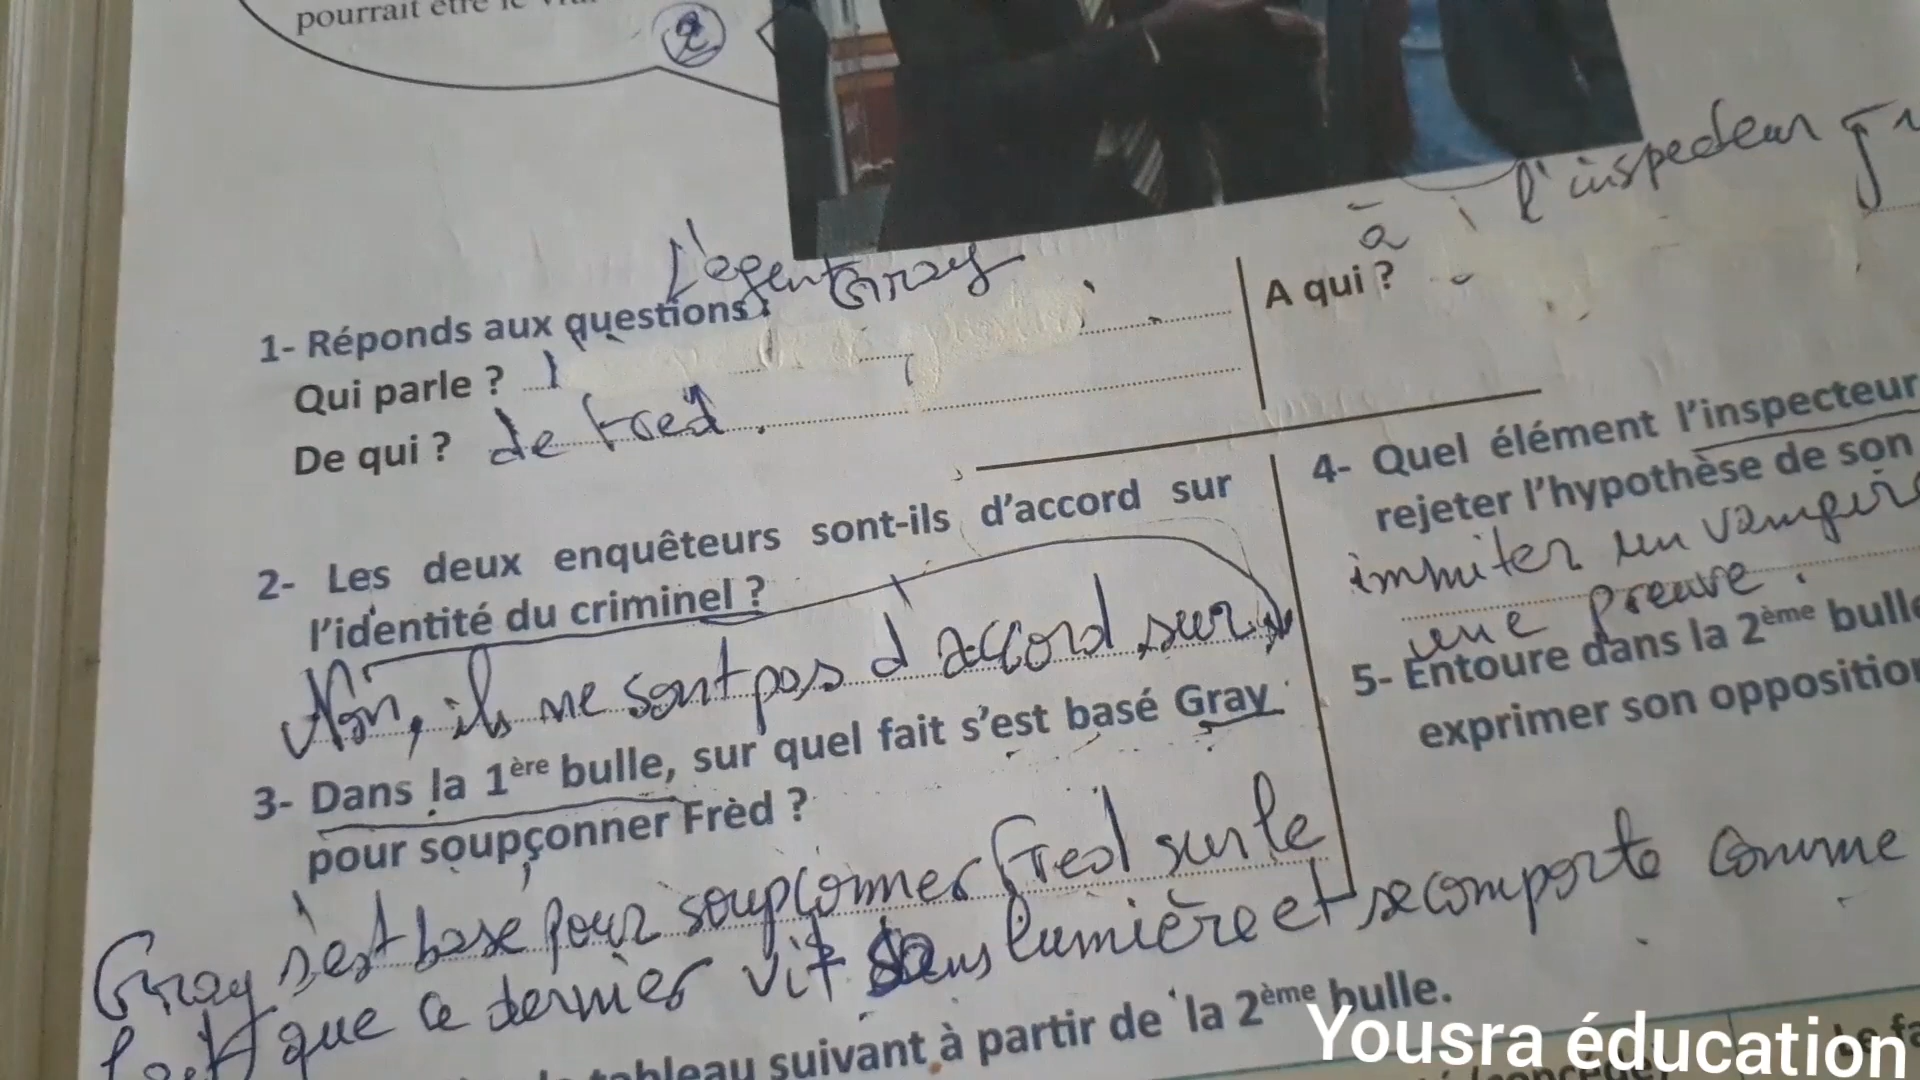 pourrait être le
2
l'inspecteur
L'agent Gray
à
1- Réponds aux questions :
A qui ?
Qui parle ?
De qui ? de Fred.
2- Les deux enquêteurs sont-ils d'accord sur
l'identité du criminel ?
Non, ils ne sont pas d'accord sur
3- Dans la 1ère bulle, sur quel fait s'est basé Gray
pour soupçonner Frèd ?
Gray s'est basé pour soupçonner Fred sur le
fait que ce dernier vit sans lumière et se comporte comme
4- Quel élément l'inspecteur
rejeter l'hypothèse de son
immiter un vampire
une preuve.
5- Entoure dans la 2ème bulle
exprimer son opposition
tableau suivant à partir de la 2ème bulle.
Yousra éducation